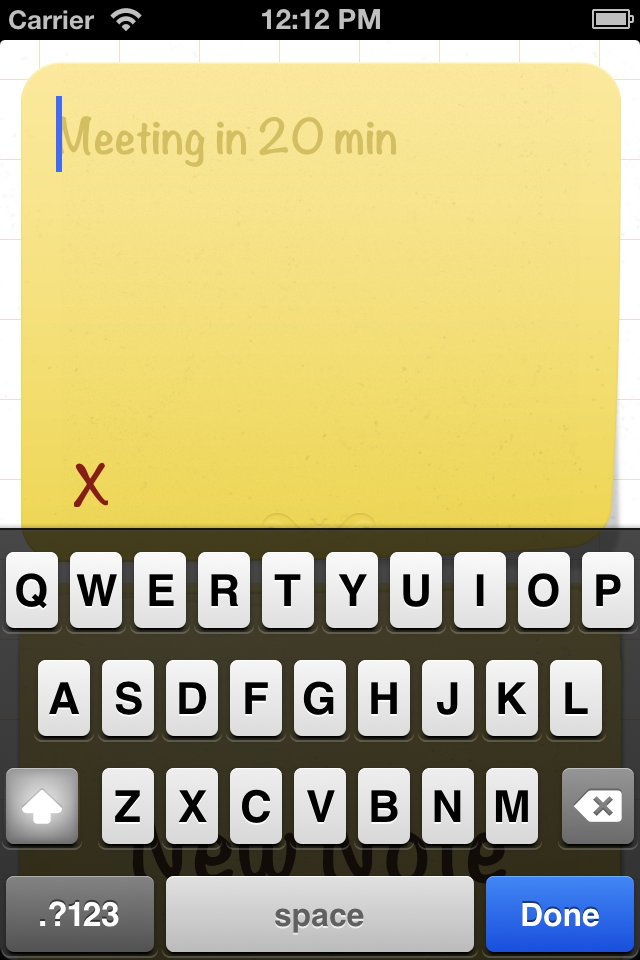 Carrier 12:12 PM
Meeting in 20 min
X
Q W E R T Y U I O P
A S D F G H J K L
Z X C V B N M
New Note
.?123 space Done